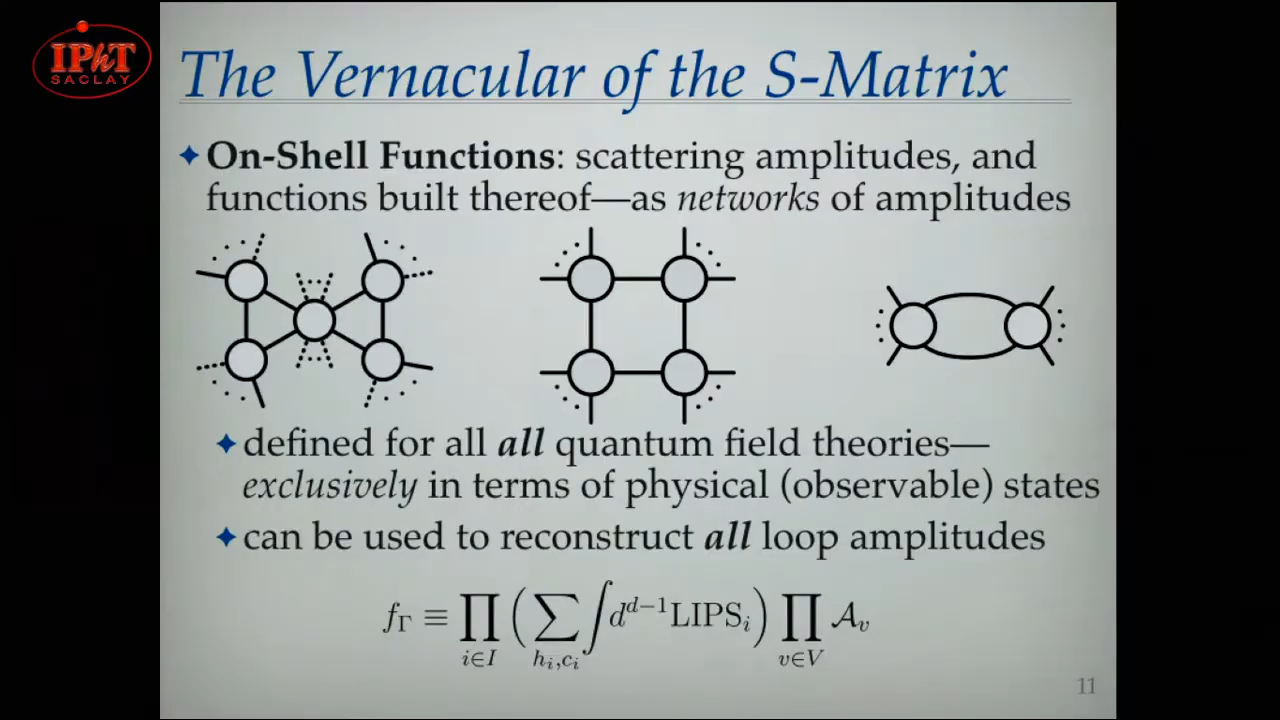 IPhT
SACLAY
The Vernacular of the S-Matrix
✦ On-Shell Functions: scattering amplitudes, and
functions built thereof—as networks of amplitudes
✦ defined for all all quantum field theories—
exclusively in terms of physical (observable) states
✦ can be used to reconstruct all loop amplitudes
f_Γ ≡ ∏_{i∈I} ( ∑_{h_i,c_i} ∫ d^{d−1}LIPS_i ) ∏_{v∈V} 𝒜_v
11